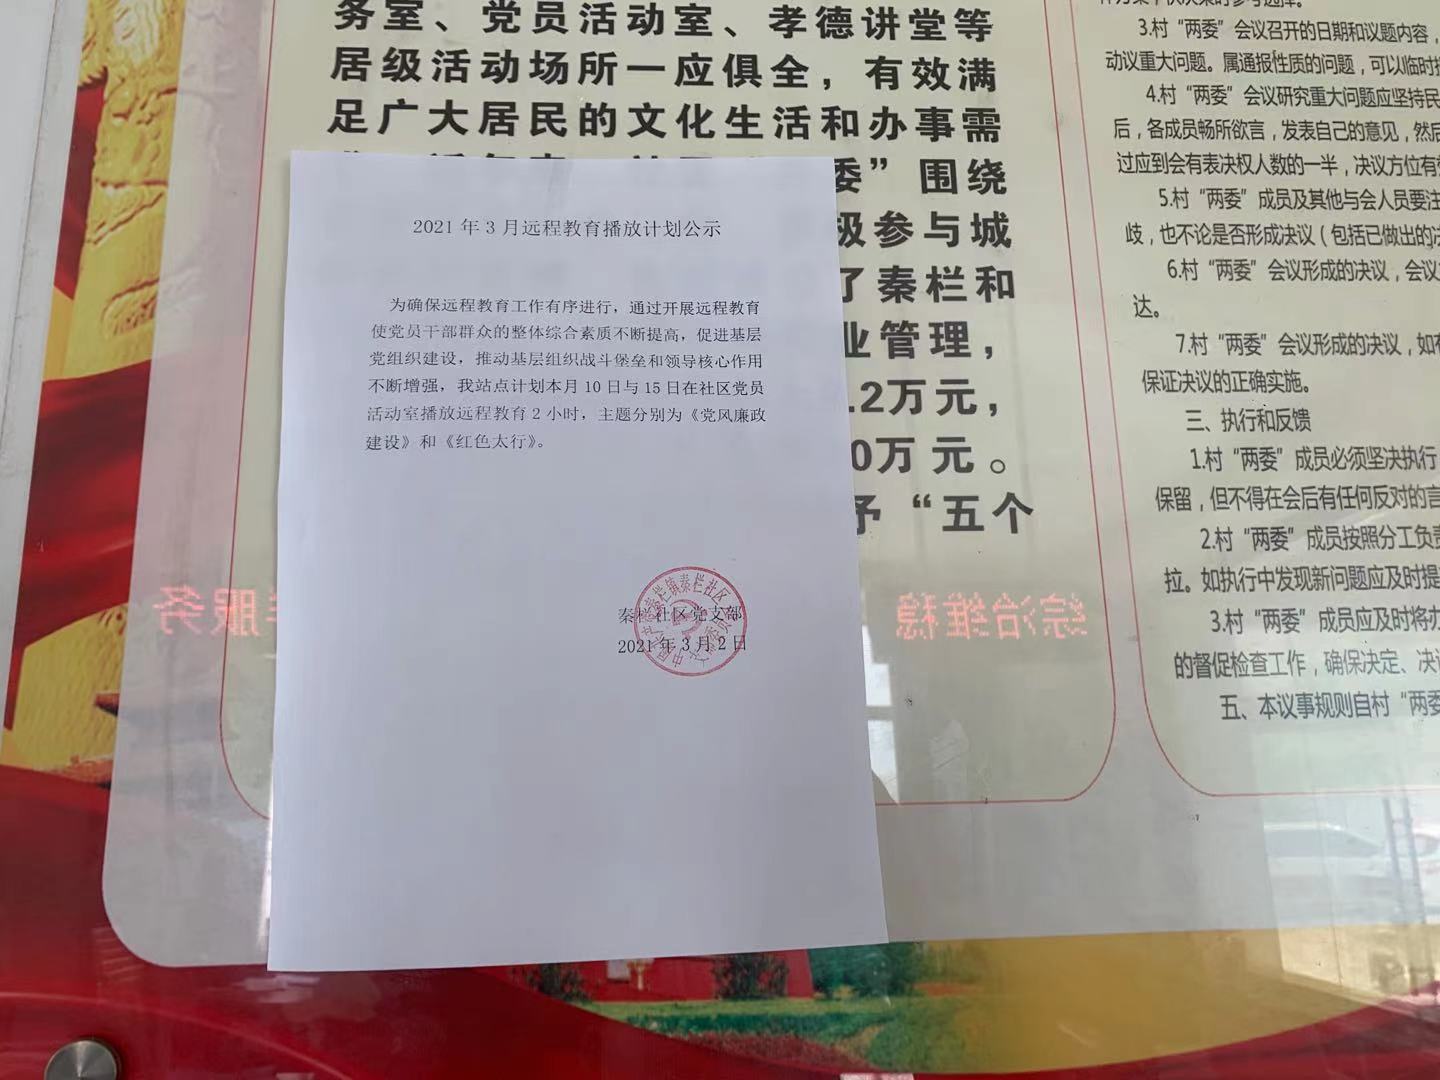 务室、党员活动室、孝德讲堂等
居级活动场所一应俱全，有效满
足广大居民的文化生活和办事需
委”围绕
极参与城
了秦栏和
业管理，
.2万元，
0万元。
予“五个
2021年3月远程教育播放计划公示
为确保远程教育工作有序进行，通过开展远程教育
使党员干部群众的整体综合素质不断提高，促进基层
党组织建设，推动基层组织战斗堡垒和领导核心作用
不断增强，我站点计划本月10日与15日在社区党员
活动室播放远程教育2小时，主题分别为《党风廉政
建设》和《红色太行》。
秦栏社区党支部
2021年3月2日
服务
综治维稳
3.村“两委”会议召开的日期和议题内容，
动议重大问题。属通报性质的问题，可以临时
4.村“两委”会议研究重大问题应坚持民
后，各成员畅所欲言，发表自己的意见，然后
过应到会有表决权人数的一半，决议方位有
5.村“两委”成员及其他与会人员要注
歧，也不论是否形成决议（包括已做出的
6.村“两委”会议形成的决议，会议
达。
7.村“两委”会议形成的决议，如有
保证决议的正确实施。
三、执行和反馈
1.村“两委”成员必须坚决执行
保留，但不得在会后有任何反对的言
2.村“两委”成员按照分工负责
拉。如执行中发现新问题应及时提
3.村“两委”成员应及时将办
的督促检查工作，确保决定、决议
五、本议事规则自村“两委